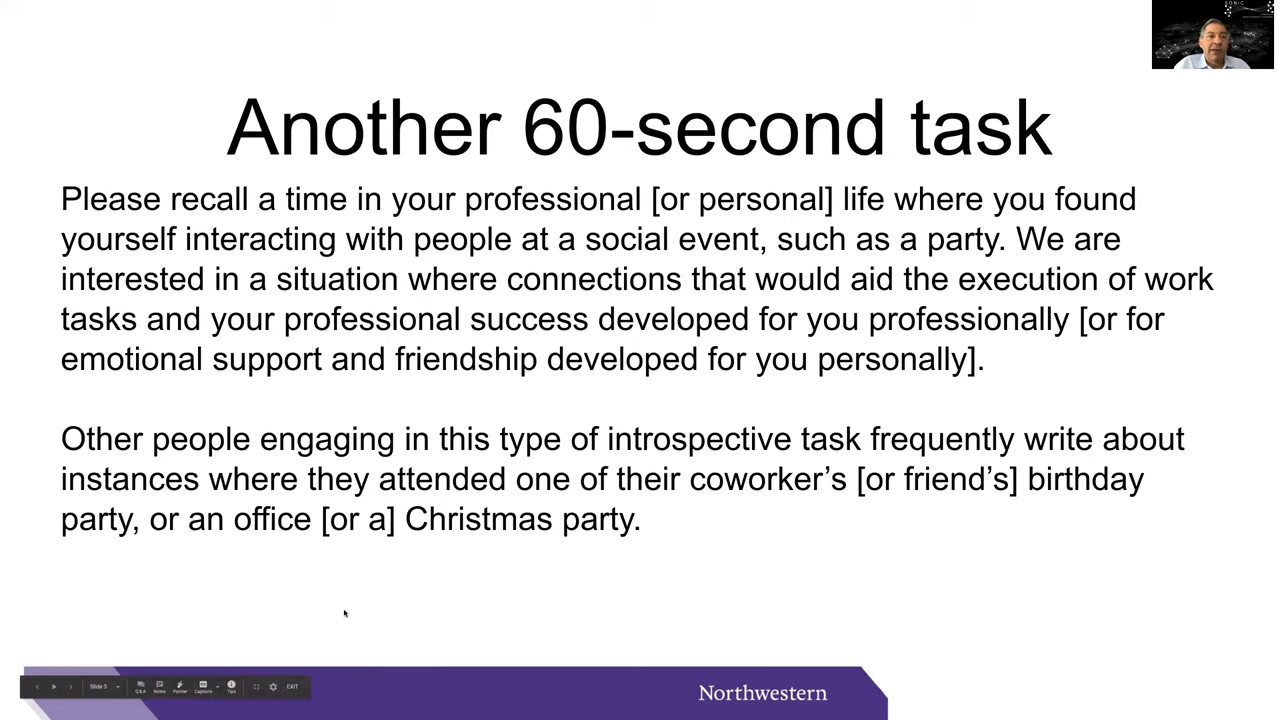 SONIC
Another 60-second task
Please recall a time in your professional [or personal] life where you found
yourself interacting with people at a social event, such as a party. We are
interested in a situation where connections that would aid the execution of work
tasks and your professional success developed for you professionally [or for
emotional support and friendship developed for you personally].
Other people engaging in this type of introspective task frequently write about
instances where they attended one of their coworker’s [or friend’s] birthday
party, or an office [or a] Christmas party.
Slide 5
Q&A Notes Pointer Captions Tips EXIT
Northwestern